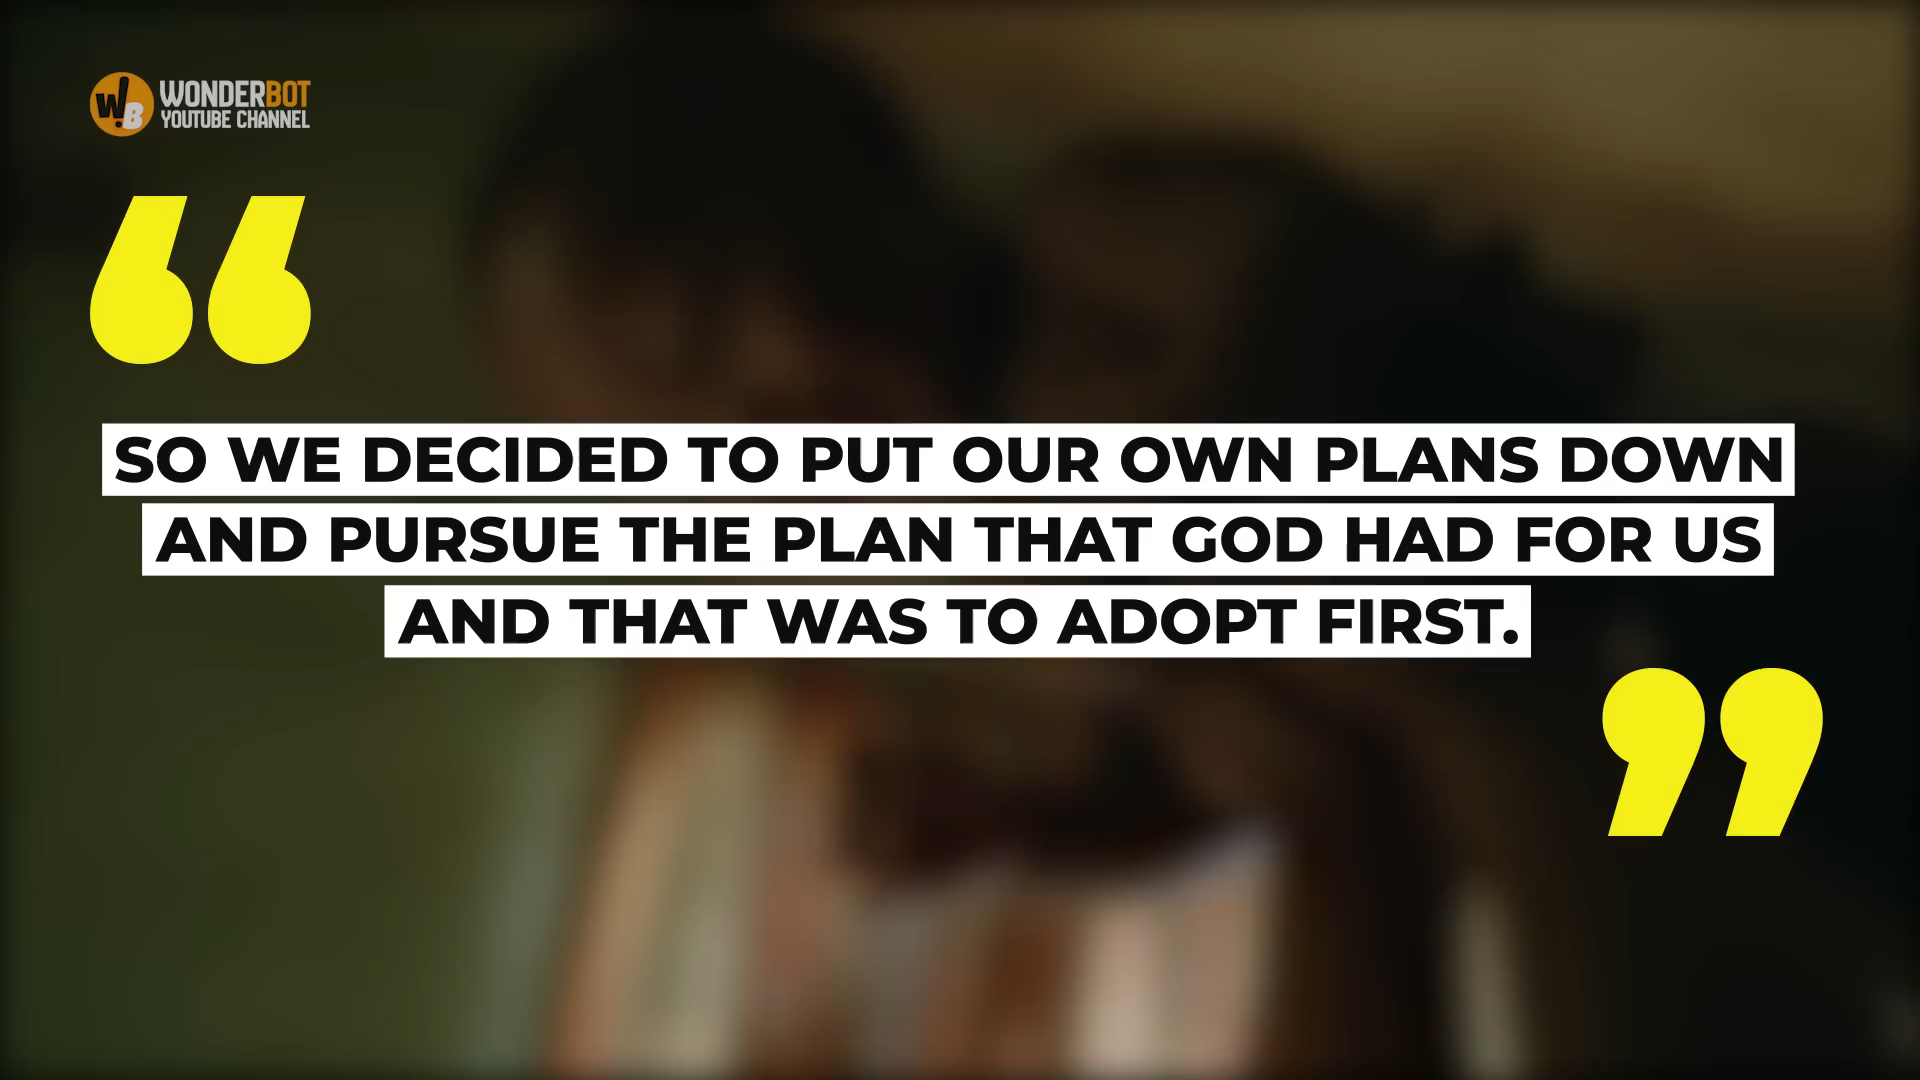 WONDERBOT
YOUTUBE CHANNEL
“
SO WE DECIDED TO PUT OUR OWN PLANS DOWN
AND PURSUE THE PLAN THAT GOD HAD FOR US
AND THAT WAS TO ADOPT FIRST.
”